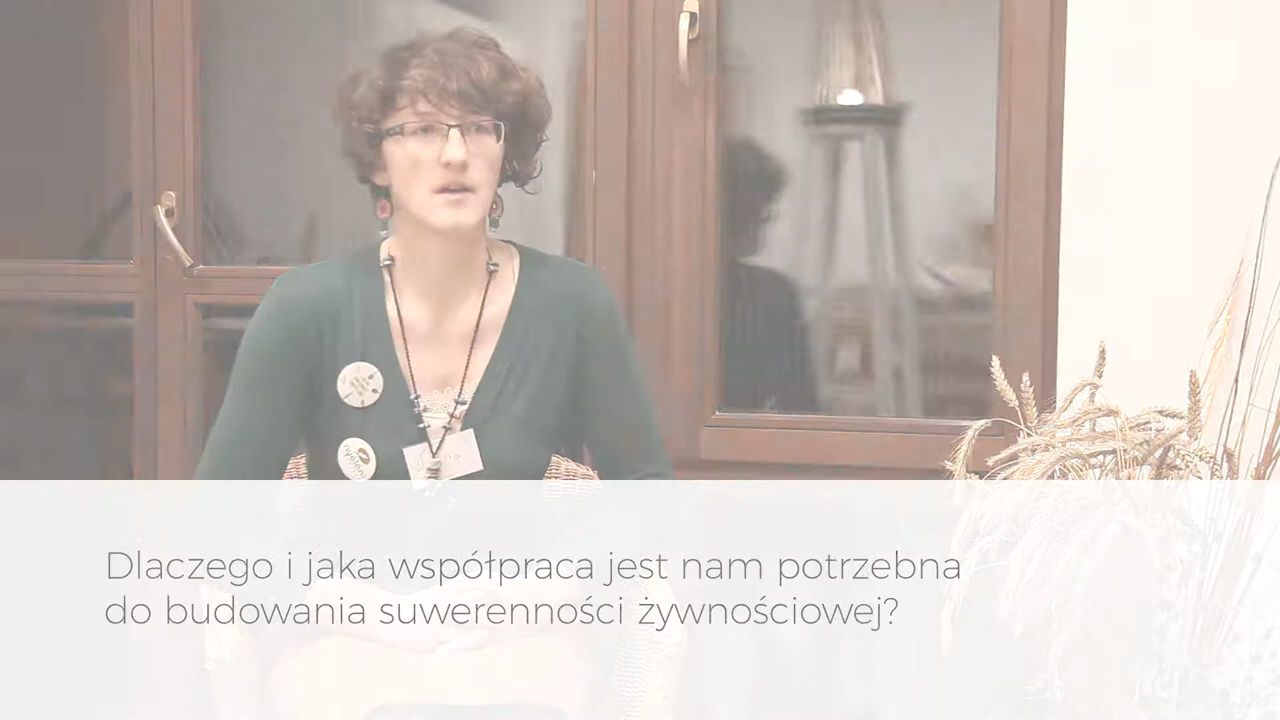 Dlaczego i jaka współpraca jest nam potrzebna
do budowania suwerenności żywnościowej?